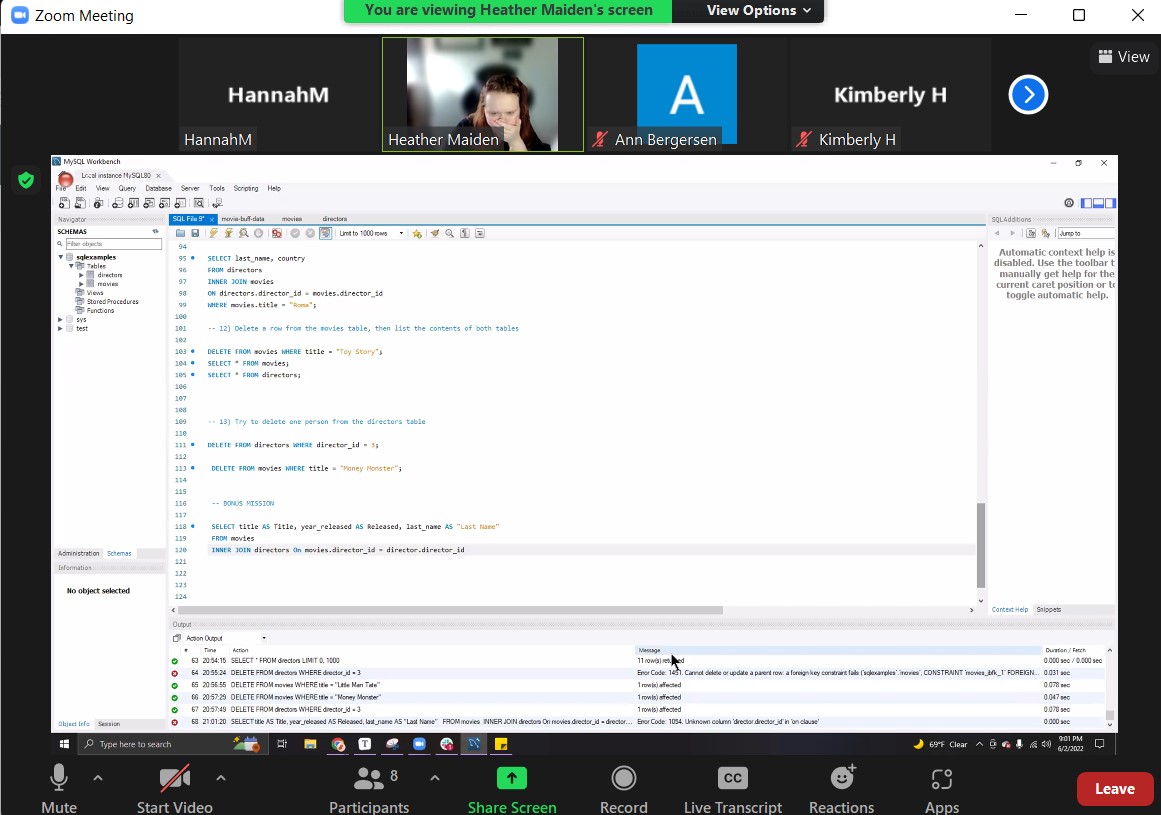 Zoom Meeting
You are viewing Heather Maiden's screen
View Options
View
HannahM
HannahM
Heather Maiden
A
Ann Bergersen
Kimberly H
Kimberly H
MySQL Workbench
Local instance MySQL80
File Edit View Query Database Server Tools Scripting Help
Navigator
SCHEMAS
Filter objects
sqlexamples
Tables
directors
movies
Views
Stored Procedures
Functions
sys
test
Administration Schemas
Information
No object selected
Object Info Session
SQL File 9* movie-buff-data movies directors
Limit to 1000 rows
94
95 SELECT last_name, country
96 FROM directors
97 INNER JOIN movies
98 ON directors.director_id = movies.director_id
99 WHERE movies.title = "Roma";
100
101 -- 12) Delete a row from the movies table, then list the contents of both tables
102
103 DELETE FROM movies WHERE title = "Toy Story";
104 SELECT * FROM movies;
105 SELECT * FROM directors;
106
107
108
109 -- 13) Try to delete one person from the directors table
110
111 DELETE FROM directors WHERE director_id = 3;
112
113 DELETE FROM movies WHERE title = "Money Monster";
114
115
116 -- BONUS MISSION
117
118 SELECT title AS Title, year_released AS Released, last_name AS "Last Name"
119 FROM movies
120 INNER JOIN directors On movies.director_id = director.director_id
121
122
123
124
SQLAdditions
Jump to
Automatic context help is
disabled. Use the toolbar t
manually get help for the
current caret position or to
toggle automatic help.
Context Help Snippets
Output
Action Output
# Time Action Message Duration / Fetch
63 20:54:15 SELECT * FROM directors LIMIT 0, 1000 11 row(s) returned 0.000 sec / 0.000 sec
64 20:55:24 DELETE FROM directors WHERE director_id = 3 Error Code: 1451. Cannot delete or update a parent row: a foreign key constraint fails (`sqlexamples`.`movies`, CONSTRAINT `movies_ibfk_1` FOREIGN... 0.031 sec
65 20:56:55 DELETE FROM movies WHERE title = "Little Man Tate" 1 row(s) affected 0.078 sec
66 20:57:29 DELETE FROM movies WHERE title = "Money Monster" 1 row(s) affected 0.047 sec
67 20:57:49 DELETE FROM directors WHERE director_id = 3 1 row(s) affected 0.078 sec
68 21:01:20 SELECT title AS Title, year_released AS Released, last_name AS "Last Name" FROM movies INNER JOIN directors On movies.director_id = director... Error Code: 1054. Unknown column 'director.director_id' in 'on clause' 0.000 sec
Type here to search
69°F Clear
9:01 PM
6/2/2022
8
CC
Mute
Start Video
Participants
Share Screen
Record
Live Transcript
Reactions
Apps
Leave